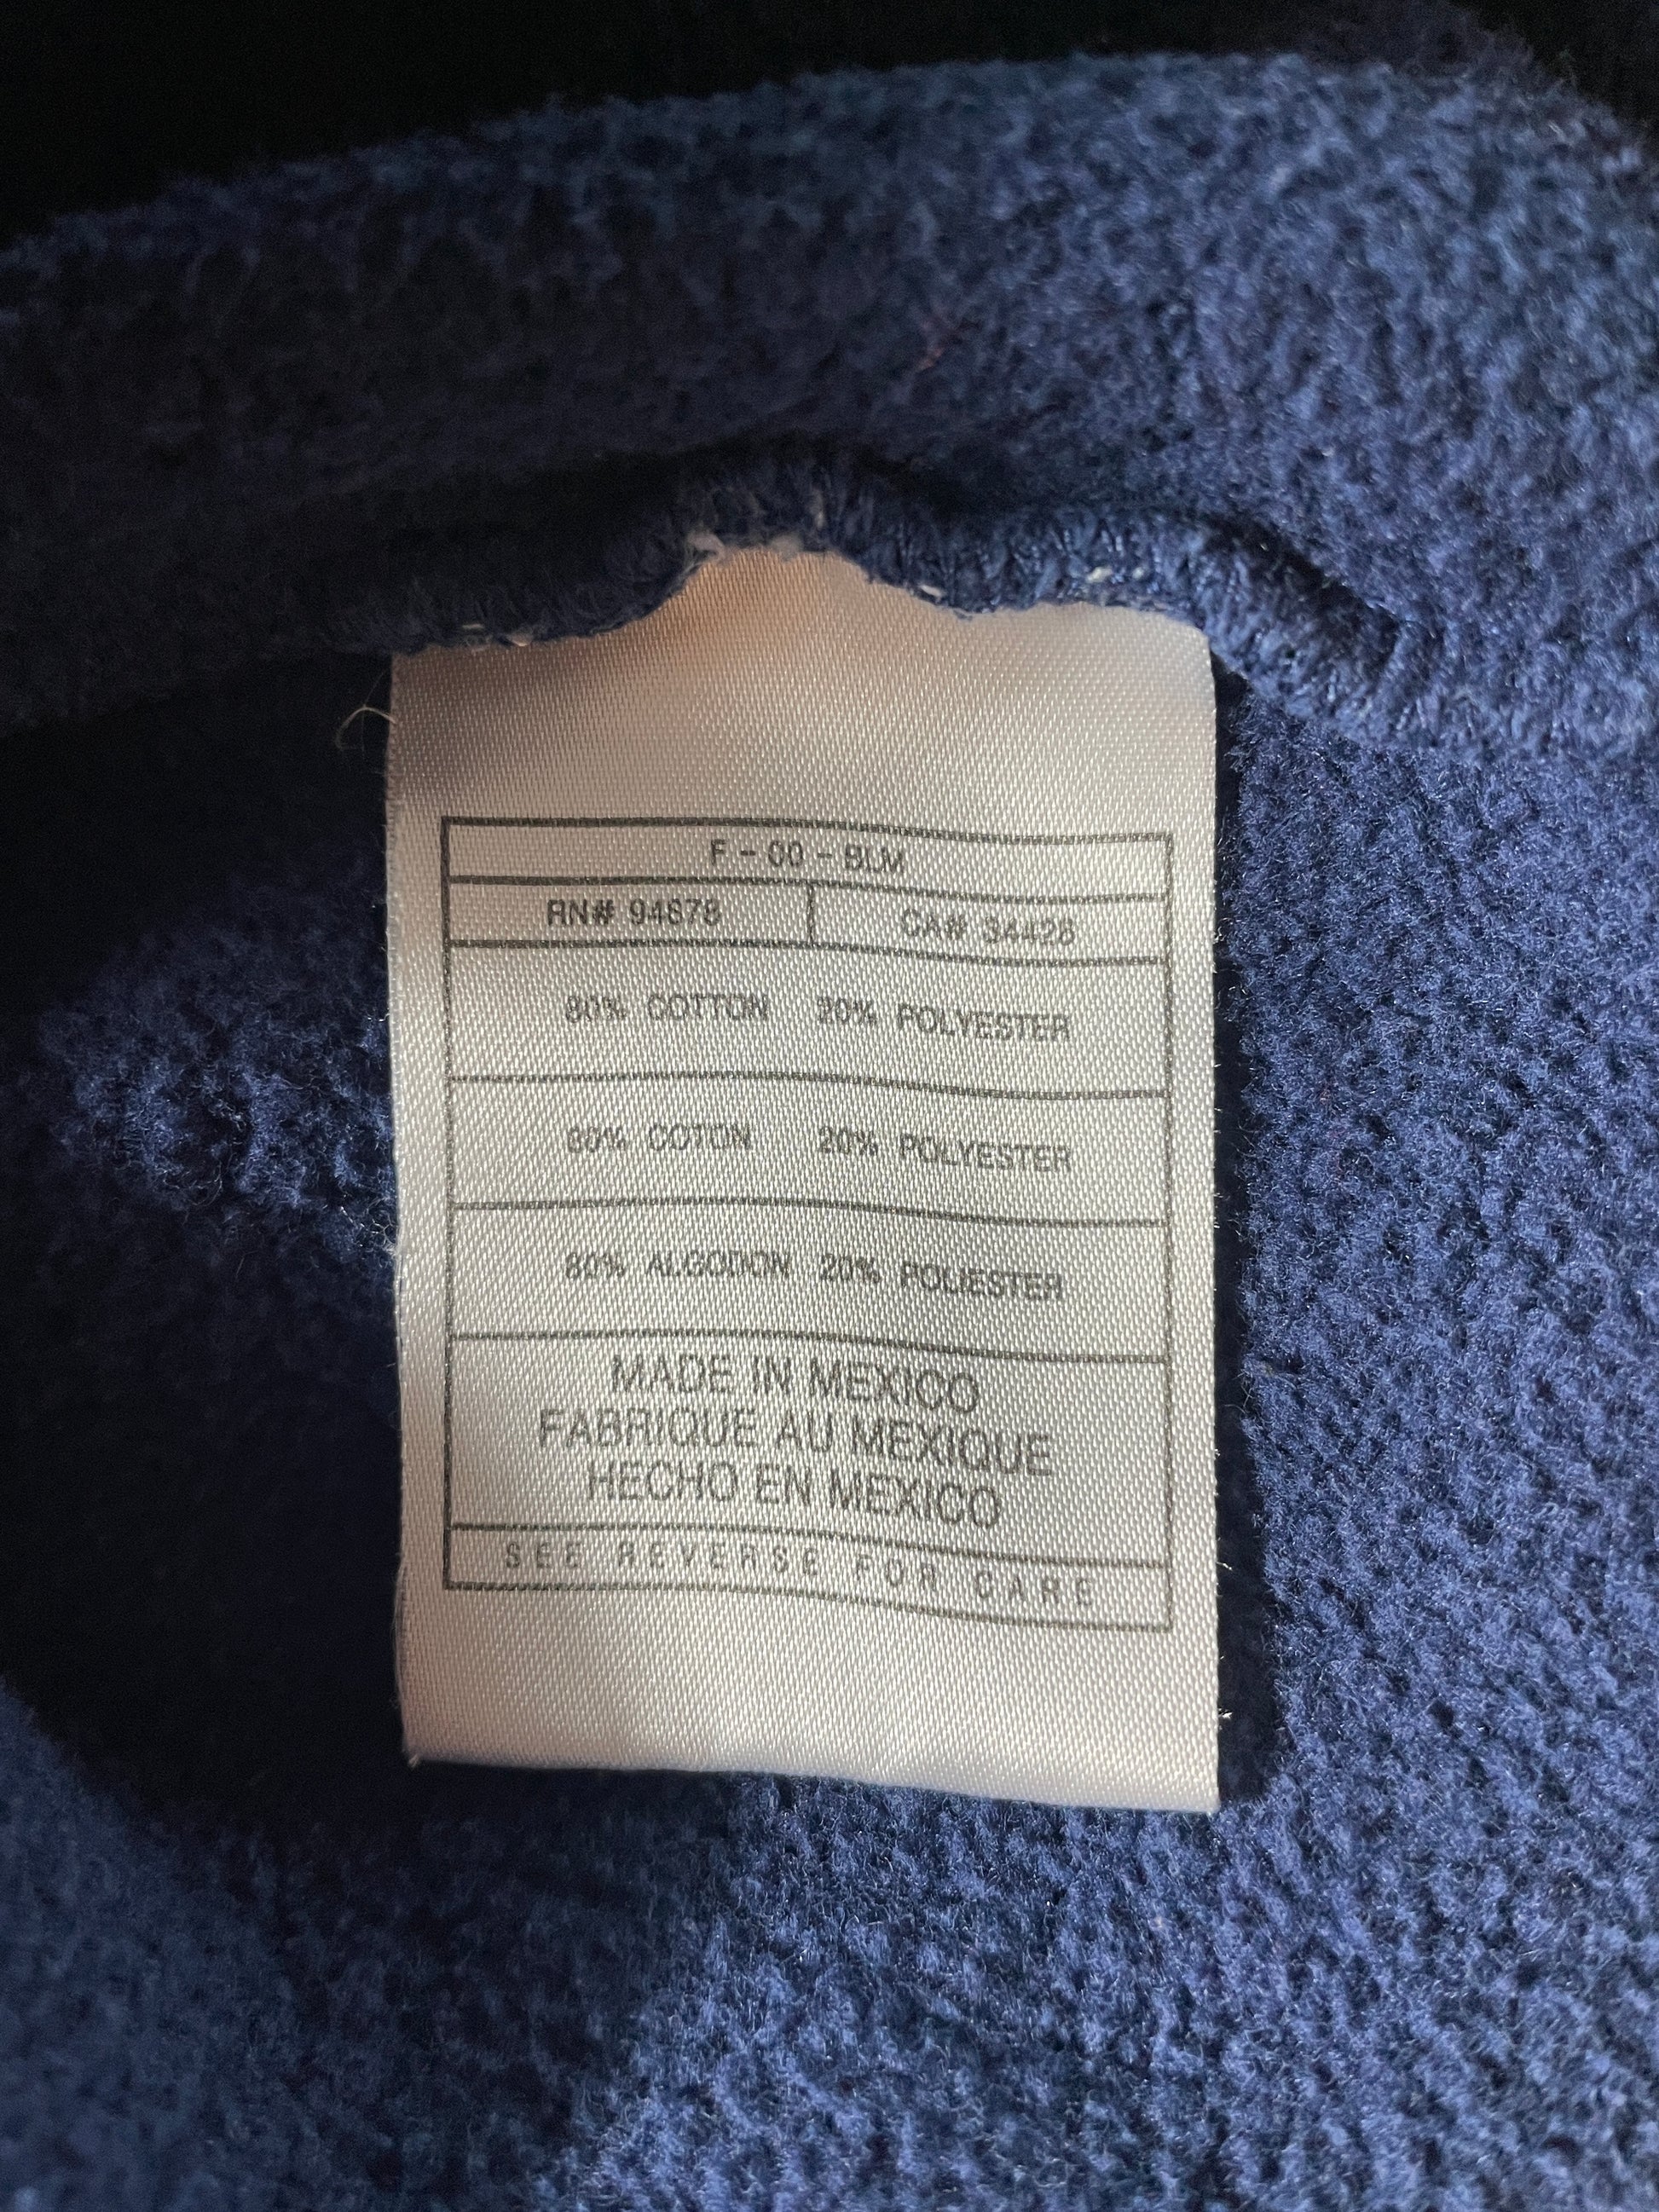 F - 00 - BLM
RN# 94878 CA# 34428
80% COTTON 20% POLYESTER
80% COTON 20% POLYESTER
80% ALGODON 20% POLIESTER
MADE IN MEXICO
FABRIQUE AU MEXIQUE
HECHO EN MEXICO
SEE REVERSE FOR CARE